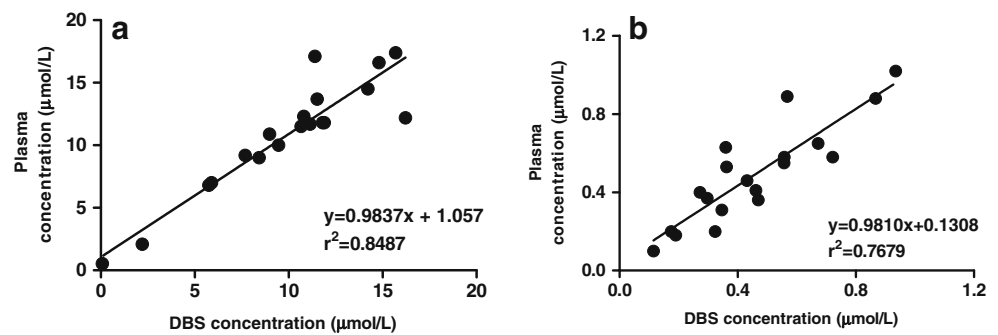 a
Plasma
concentration (μmol/L)
20
15
10
5
0
y=0.9837x + 1.057
r²=0.8487
0 5 10 15 20
DBS concentration (μmol/L)
b
Plasma
concentration (μmol/L)
1.2
0.8
0.4
0.0
y=0.9810x+0.1308
r²=0.7679
0.0 0.4 0.8 1.2
DBS concentration (μmol/L)